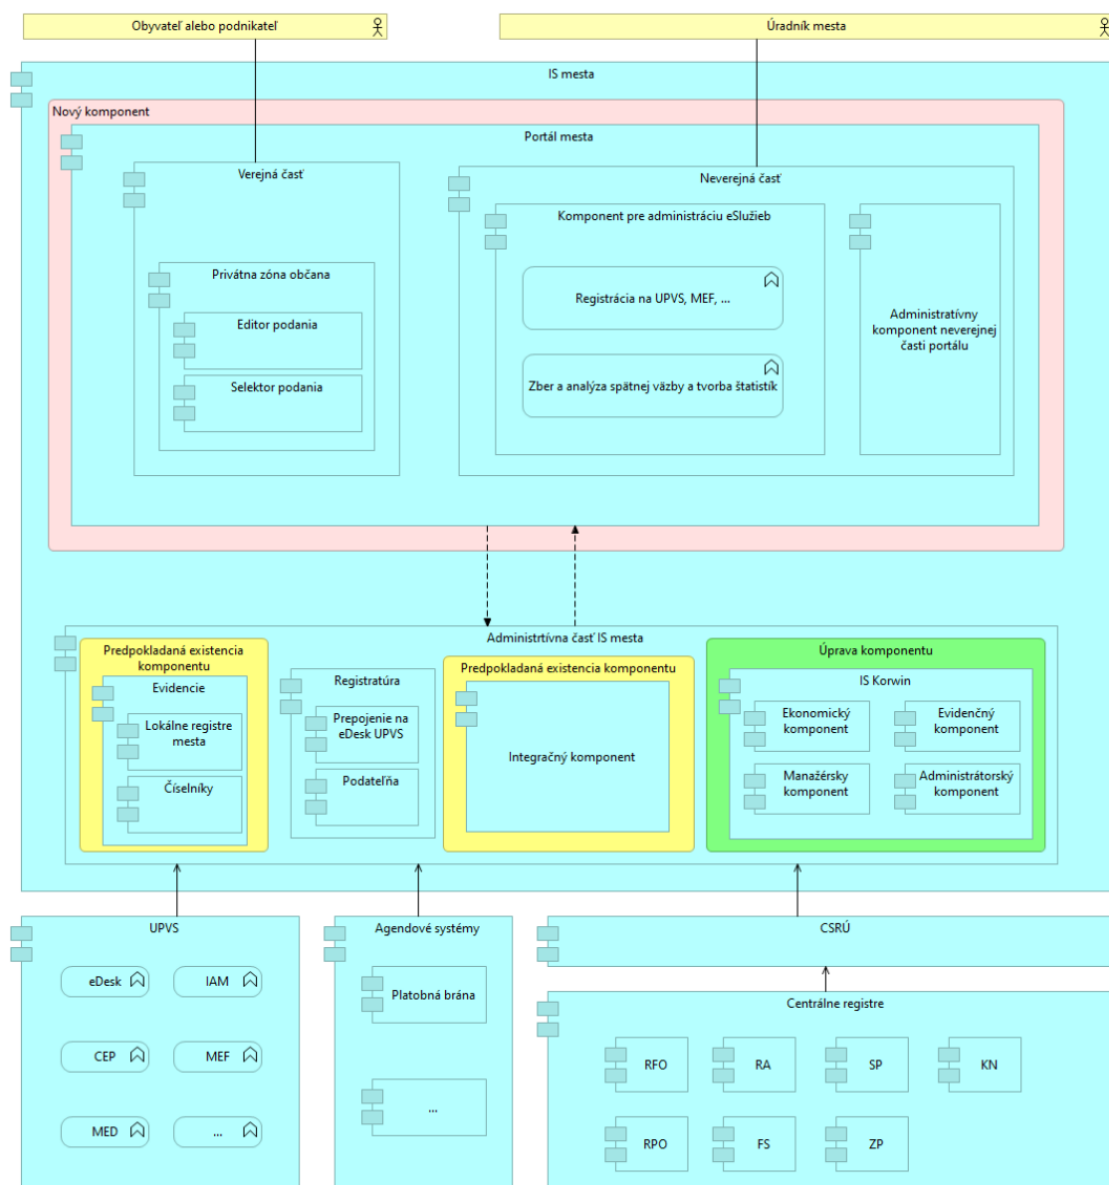 Obyvateľ alebo podnikateľ
Úradník mesta
IS mesta
Nový komponent
Portál mesta
Verejná časť
Neverejná časť
Privátna zóna občana
Editor podania
Selektor podania
Komponent pre administráciu eSlužieb
Registrácia na UPVS, MEF, ...
Zber a analýza spätnej väzby a tvorba štatistík
Administratívny
komponent neverejnej
časti portálu
Administrtívna časť IS mesta
Predpokladaná existencia
komponentu
Evidencie
Lokálne registre
mesta
Číselníky
Registratúra
Prepojenie na
eDesk UPVS
Podateľňa
Predpokladaná existencia komponentu
Integračný komponent
Úprava komponentu
IS Korwin
Ekonomický
komponent
Evidenčný
komponent
Manažérsky
komponent
Administrátorský
komponent
UPVS
eDesk
IAM
CEP
MEF
MED
...
Agendové systémy
Platobná brána
...
CSRÚ
Centrálne registre
RFO
RA
SP
KN
RPO
FS
ZP